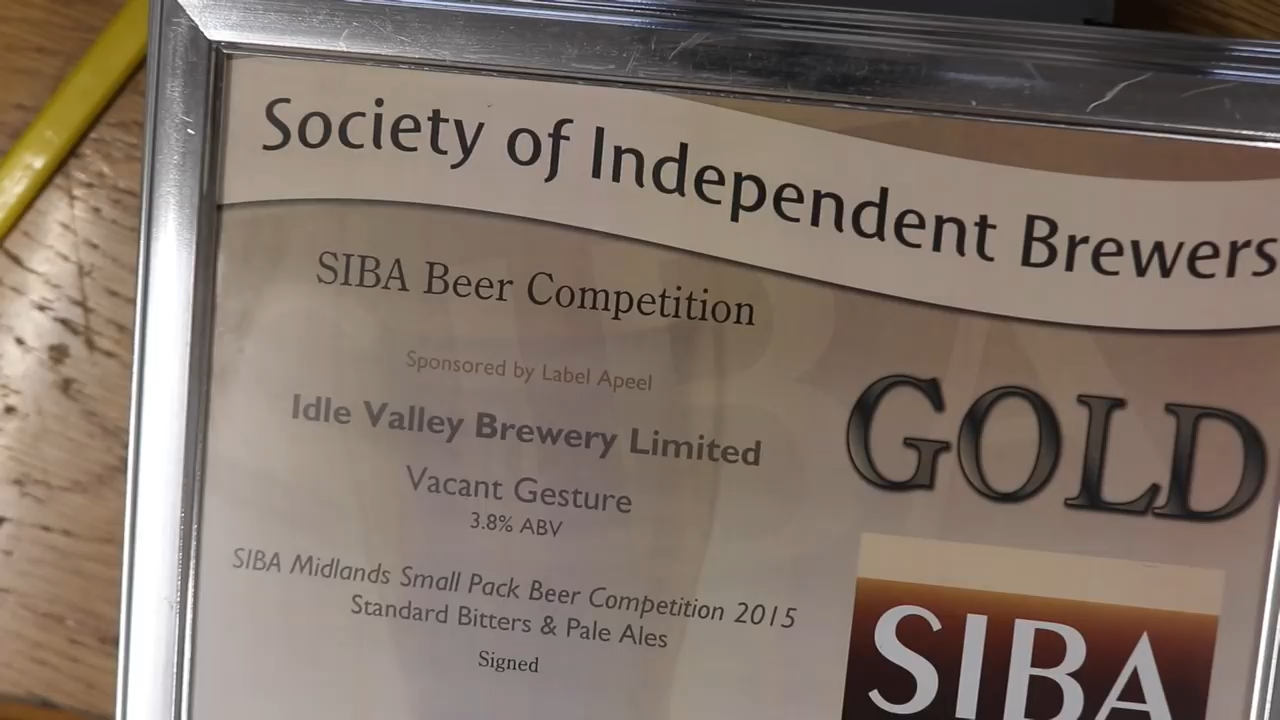 Society of Independent Brewers
SIBA Beer Competition
Sponsored by Label Apeel
Idle Valley Brewery Limited
Vacant Gesture
3.8% ABV
SIBA Midlands Small Pack Beer Competition 2015
Standard Bitters & Pale Ales
Signed
GOLD
SIBA